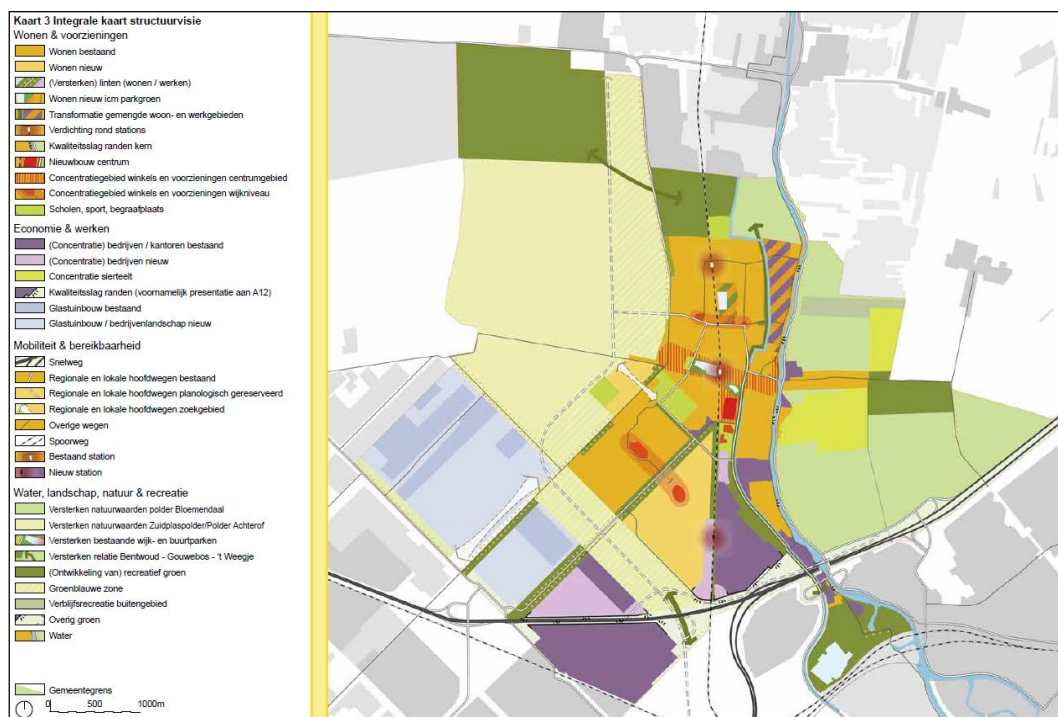 Kaart 3 Integrale kaart structuurvisie
Wonen & voorzieningen
Wonen bestaand
Wonen nieuw
(Versterken) linten (wonen / werken)
Wonen nieuw icm parkgroen
Transformatie gemengde woon- en werkgebieden
Verdichting rond stations
Kwaliteitsslag randen kern
Nieuwbouw centrum
Concentratiegebied winkels en voorzieningen centrumgebied
Concentratiegebied winkels en voorzieningen wijkniveau
Scholen, sport, begraafplaats
Economie & werken
(Concentratie) bedrijven / kantoren bestaand
(Concentratie) bedrijven nieuw
Concentratie sierteelt
Kwaliteitsslag randen (voornamelijk presentatie aan A12)
Glastuinbouw bestaand
Glastuinbouw / bedrijvenlandschap nieuw
Mobiliteit & bereikbaarheid
Snelweg
Regionale en lokale hoofdwegen bestaand
Regionale en lokale hoofdwegen planologisch gereserveerd
Regionale en lokale hoofdwegen zoekgebied
Overige wegen
Spoorweg
Bestaand station
Nieuw station
Water, landschap, natuur & recreatie
Versterken natuurwaarden polder Bloemendaal
Versterken natuurwaarden Zuidplaspolder/Polder Achterof
Versterken bestaande wijk- en buurtparken
Versterken relatie Bentwoud - Gouwebos - 't Weegje
(Ontwikkeling van) recreatief groen
Groenblauwe zone
Verblijfsrecreatie buitengebied
Overig groen
Water
Gemeentegrens
0 500 1000m